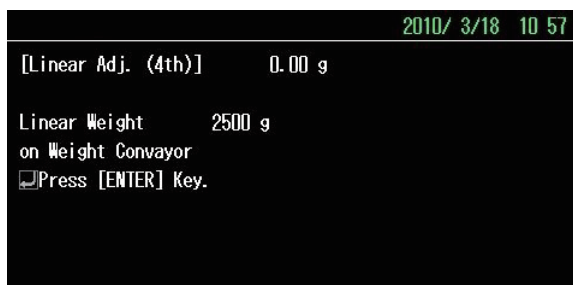 2010/ 3/18 10 57
[Linear Adj. (4th)] 0.00 g
Linear Weight 2500 g
on Weight Convayor
Press [ENTER] Key.